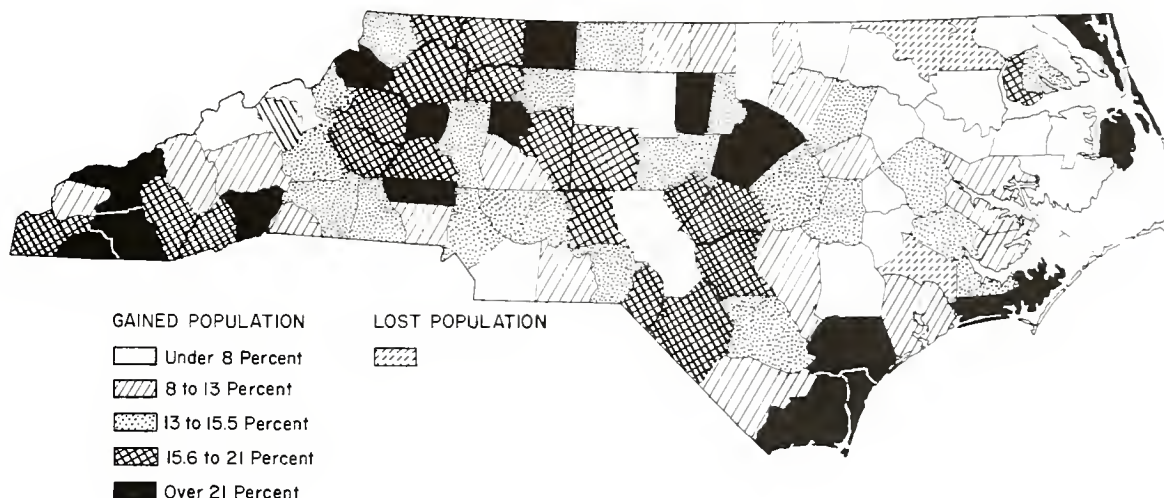 GAINED POPULATION
Under 8 Percent
8 to 13 Percent
13 to 15.5 Percent
15.6 to 21 Percent
Over 21 Percent
LOST POPULATION